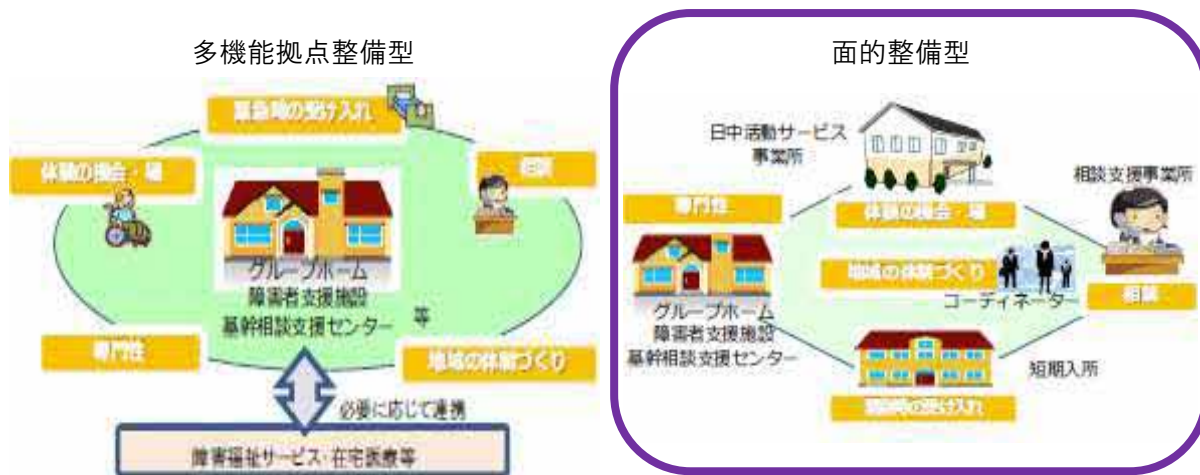 多機能拠点整備型
緊急時の受け入れ
体験の機会・場
相談
グループホーム
障害者支援施設
基幹相談支援センター 等
専門性
地域の体制づくり
必要に応じて連携
障害福祉サービス・在宅医療等
面的整備型
日中活動サービス
事業所
相談支援事業所
専門性
体験の機会・場
地域の体制づくり
コーディネーター
相談
グループホーム
障害者支援施設
基幹相談支援センター
短期入所
緊急時の受け入れ